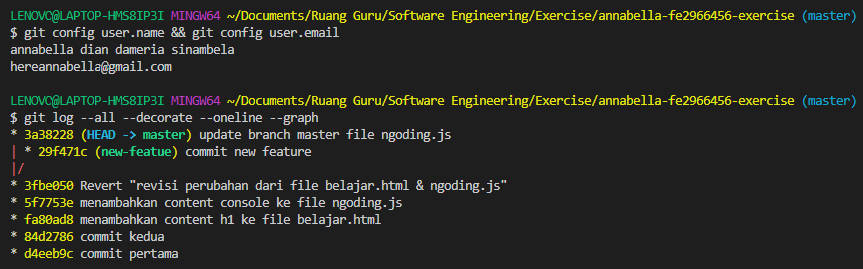 LENOVO@LAPTOP-HMS8IP3I MINGW64 ~/Documents/Ruang Guru/Software Engineering/Exercise/annabella-fe2966456-exercise (master)
$ git config user.name && git config user.email
annabella dian dameria sinambela
hereannabella@gmail.com
LENOVO@LAPTOP-HMS8IP3I MINGW64 ~/Documents/Ruang Guru/Software Engineering/Exercise/annabella-fe2966456-exercise (master)
$ git log --all --decorate --oneline --graph
* 3a38228 (HEAD -> master) update branch master file ngoding.js
| * 29f471c (new-featue) commit new feature
|/
* 3fbe050 Revert "revisi perubahan dari file belajar.html & ngoding.js"
* 5f7753e menambahkan content console ke file ngoding.js
* fa80ad8 menambahkan content h1 ke file belajar.html
* 84d2786 commit kedua
* d4eeb9c commit pertama